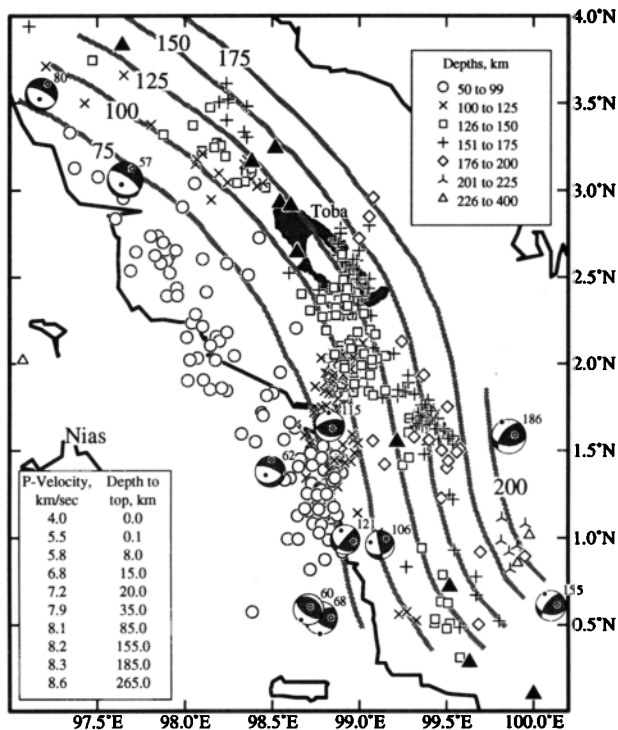 4.0°N
3.5°N
3.0°N
2.5°N
2.0°N
1.5°N
1.0°N
0.5°N
97.5°E 98.0°E 98.5°E 99.0°E 99.5°E 100.0°E
150
175
125
100
75
200
80
57
115
62
121
106
186
60
68
Toba
Nias
Depths, km
50 to 99
100 to 125
126 to 150
151 to 175
176 to 200
201 to 225
226 to 400
P-Velocity, Depth to
km/sec top, km
4.0 0.0
5.5 0.1
5.8 8.0
6.8 15.0
7.2 20.0
7.9 35.0
8.1 85.0
8.2 155.0
8.3 185.0
8.6 265.0